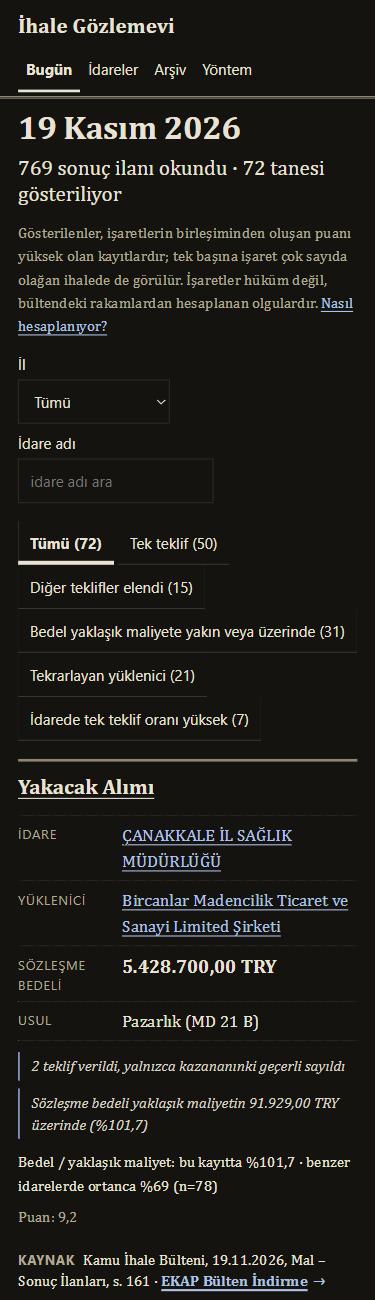 İhale Gözlemevi
Bugün İdareler Arşiv Yöntem
19 Kasım 2026
769 sonuç ilanı okundu · 72 tanesi
gösteriliyor
Gösterilenler, işaretlerin birleşiminden oluşan puanı
yüksek olan kayıtlardır; tek başına işaret çok sayıda
olağan ihalede de görülür. İşaretler hüküm değil,
bültendeki rakamlardan hesaplanan olgulardır. Nasıl
hesaplanıyor?
İl
Tümü
İdare adı
idare adı ara
Tümü (72) Tek teklif (50)
Diğer teklifler elendi (15)
Bedel yaklaşık maliyete yakın veya üzerinde (31)
Tekrarlayan yüklenici (21)
İdarede tek teklif oranı yüksek (7)
Yakacak Alımı
İDARE ÇANAKKALE İL SAĞLIK
MÜDÜRLÜĞÜ
YÜKLENİCİ Bircanlar Madencilik Ticaret ve
Sanayi Limited Şirketi
SÖZLEŞME 5.428.700,00 TRY
BEDELİ
USUL Pazarlık (MD 21 B)
2 teklif verildi, yalnızca kazananınki geçerli sayıldı
Sözleşme bedeli yaklaşık maliyetin 91.929,00 TRY
üzerinde (%101,7)
Bedel / yaklaşık maliyet: bu kayıtta %101,7 · benzer
idarelerde ortanca %69 (n=78)
Puan: 9,2
KAYNAK Kamu İhale Bülteni, 19.11.2026, Mal –
Sonuç İlanları, s. 161 · EKAP Bülten İndirme →